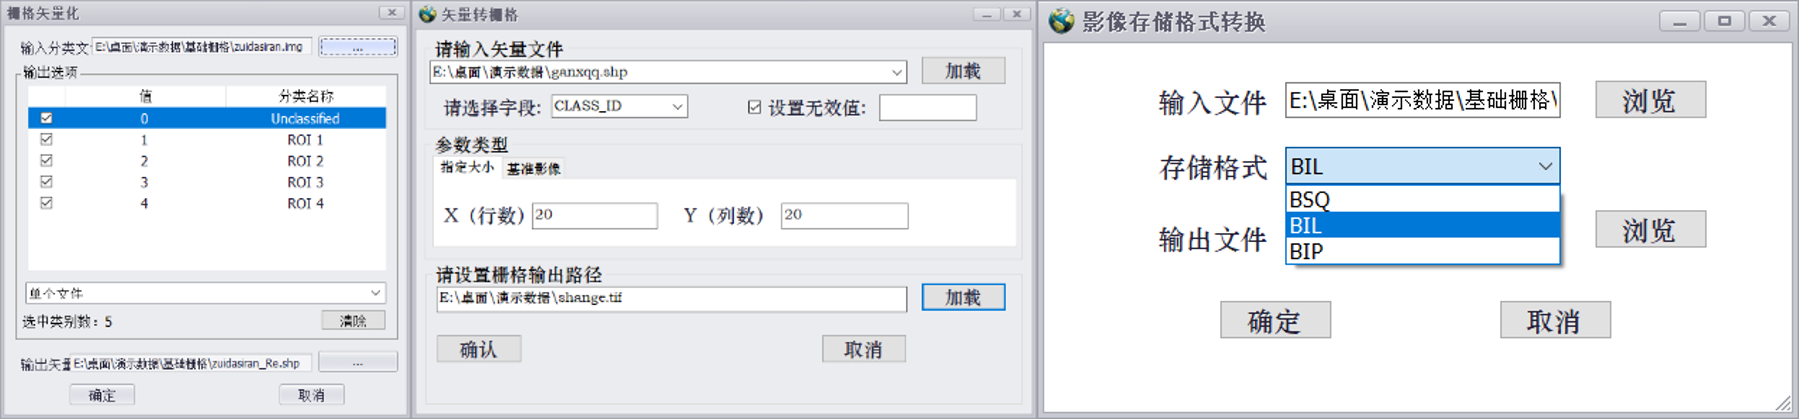 栅格矢量化
输入分类文 E:\桌面\演示数据\基础栅格\zuidasiran.img ...
输出选项
值 分类名称
0 Unclassified
1 ROI 1
2 ROI 2
3 ROI 3
4 ROI 4
单个文件
选中类别数: 5 清除
输出矢量 E:\桌面\演示数据\基础栅格\zuidasiran_Re.shp ...
确定 取消
矢量转栅格
请输入矢量文件
E:\桌面\演示数据\ganxqq.shp 加载
请选择字段: CLASS_ID 设置无效值:
参数类型
指定大小 基准影像
X（行数） 20 Y（列数） 20
请设置栅格输出路径
E:\桌面\演示数据\shange.tif 加载
确认 取消
影像存储格式转换
输入文件 E:\桌面\演示数据\基础栅格\ 浏览
存储格式 BIL
BSQ
BIL
BIP
输出文件 浏览
确定 取消